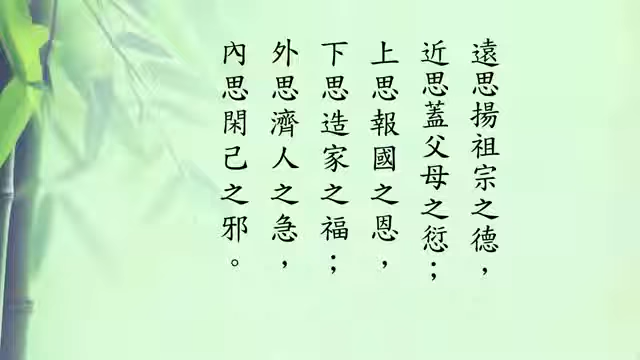 遠思揚祖宗之德，
近思蓋父母之愆；
上思報國之恩，
下思造家之福；
外思濟人之急，
內思閑己之邪。